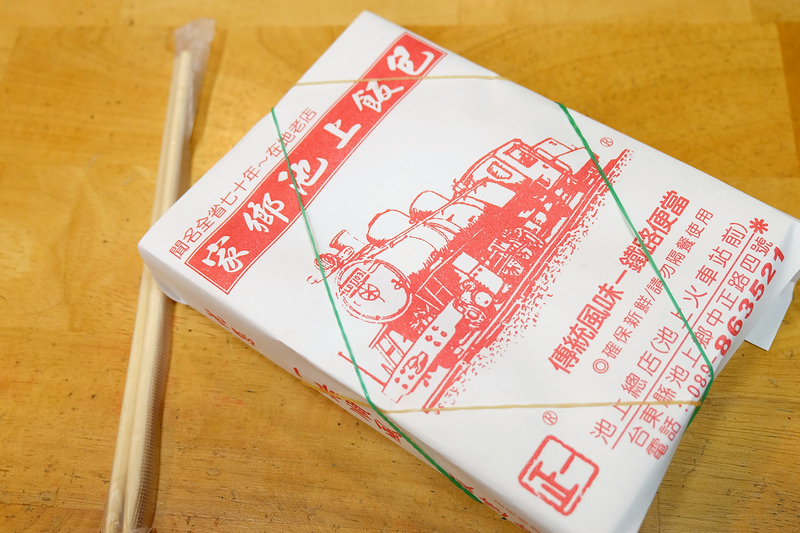 聞名全省七十年～在池老店
家鄉池上飯包
®
傳統風味－鐵路便當
◎確保新鮮/請勿隔餐使用
池上總店(池上火車站前)
台東縣池上鄉中正路四號
電話：089-863521
®
正一